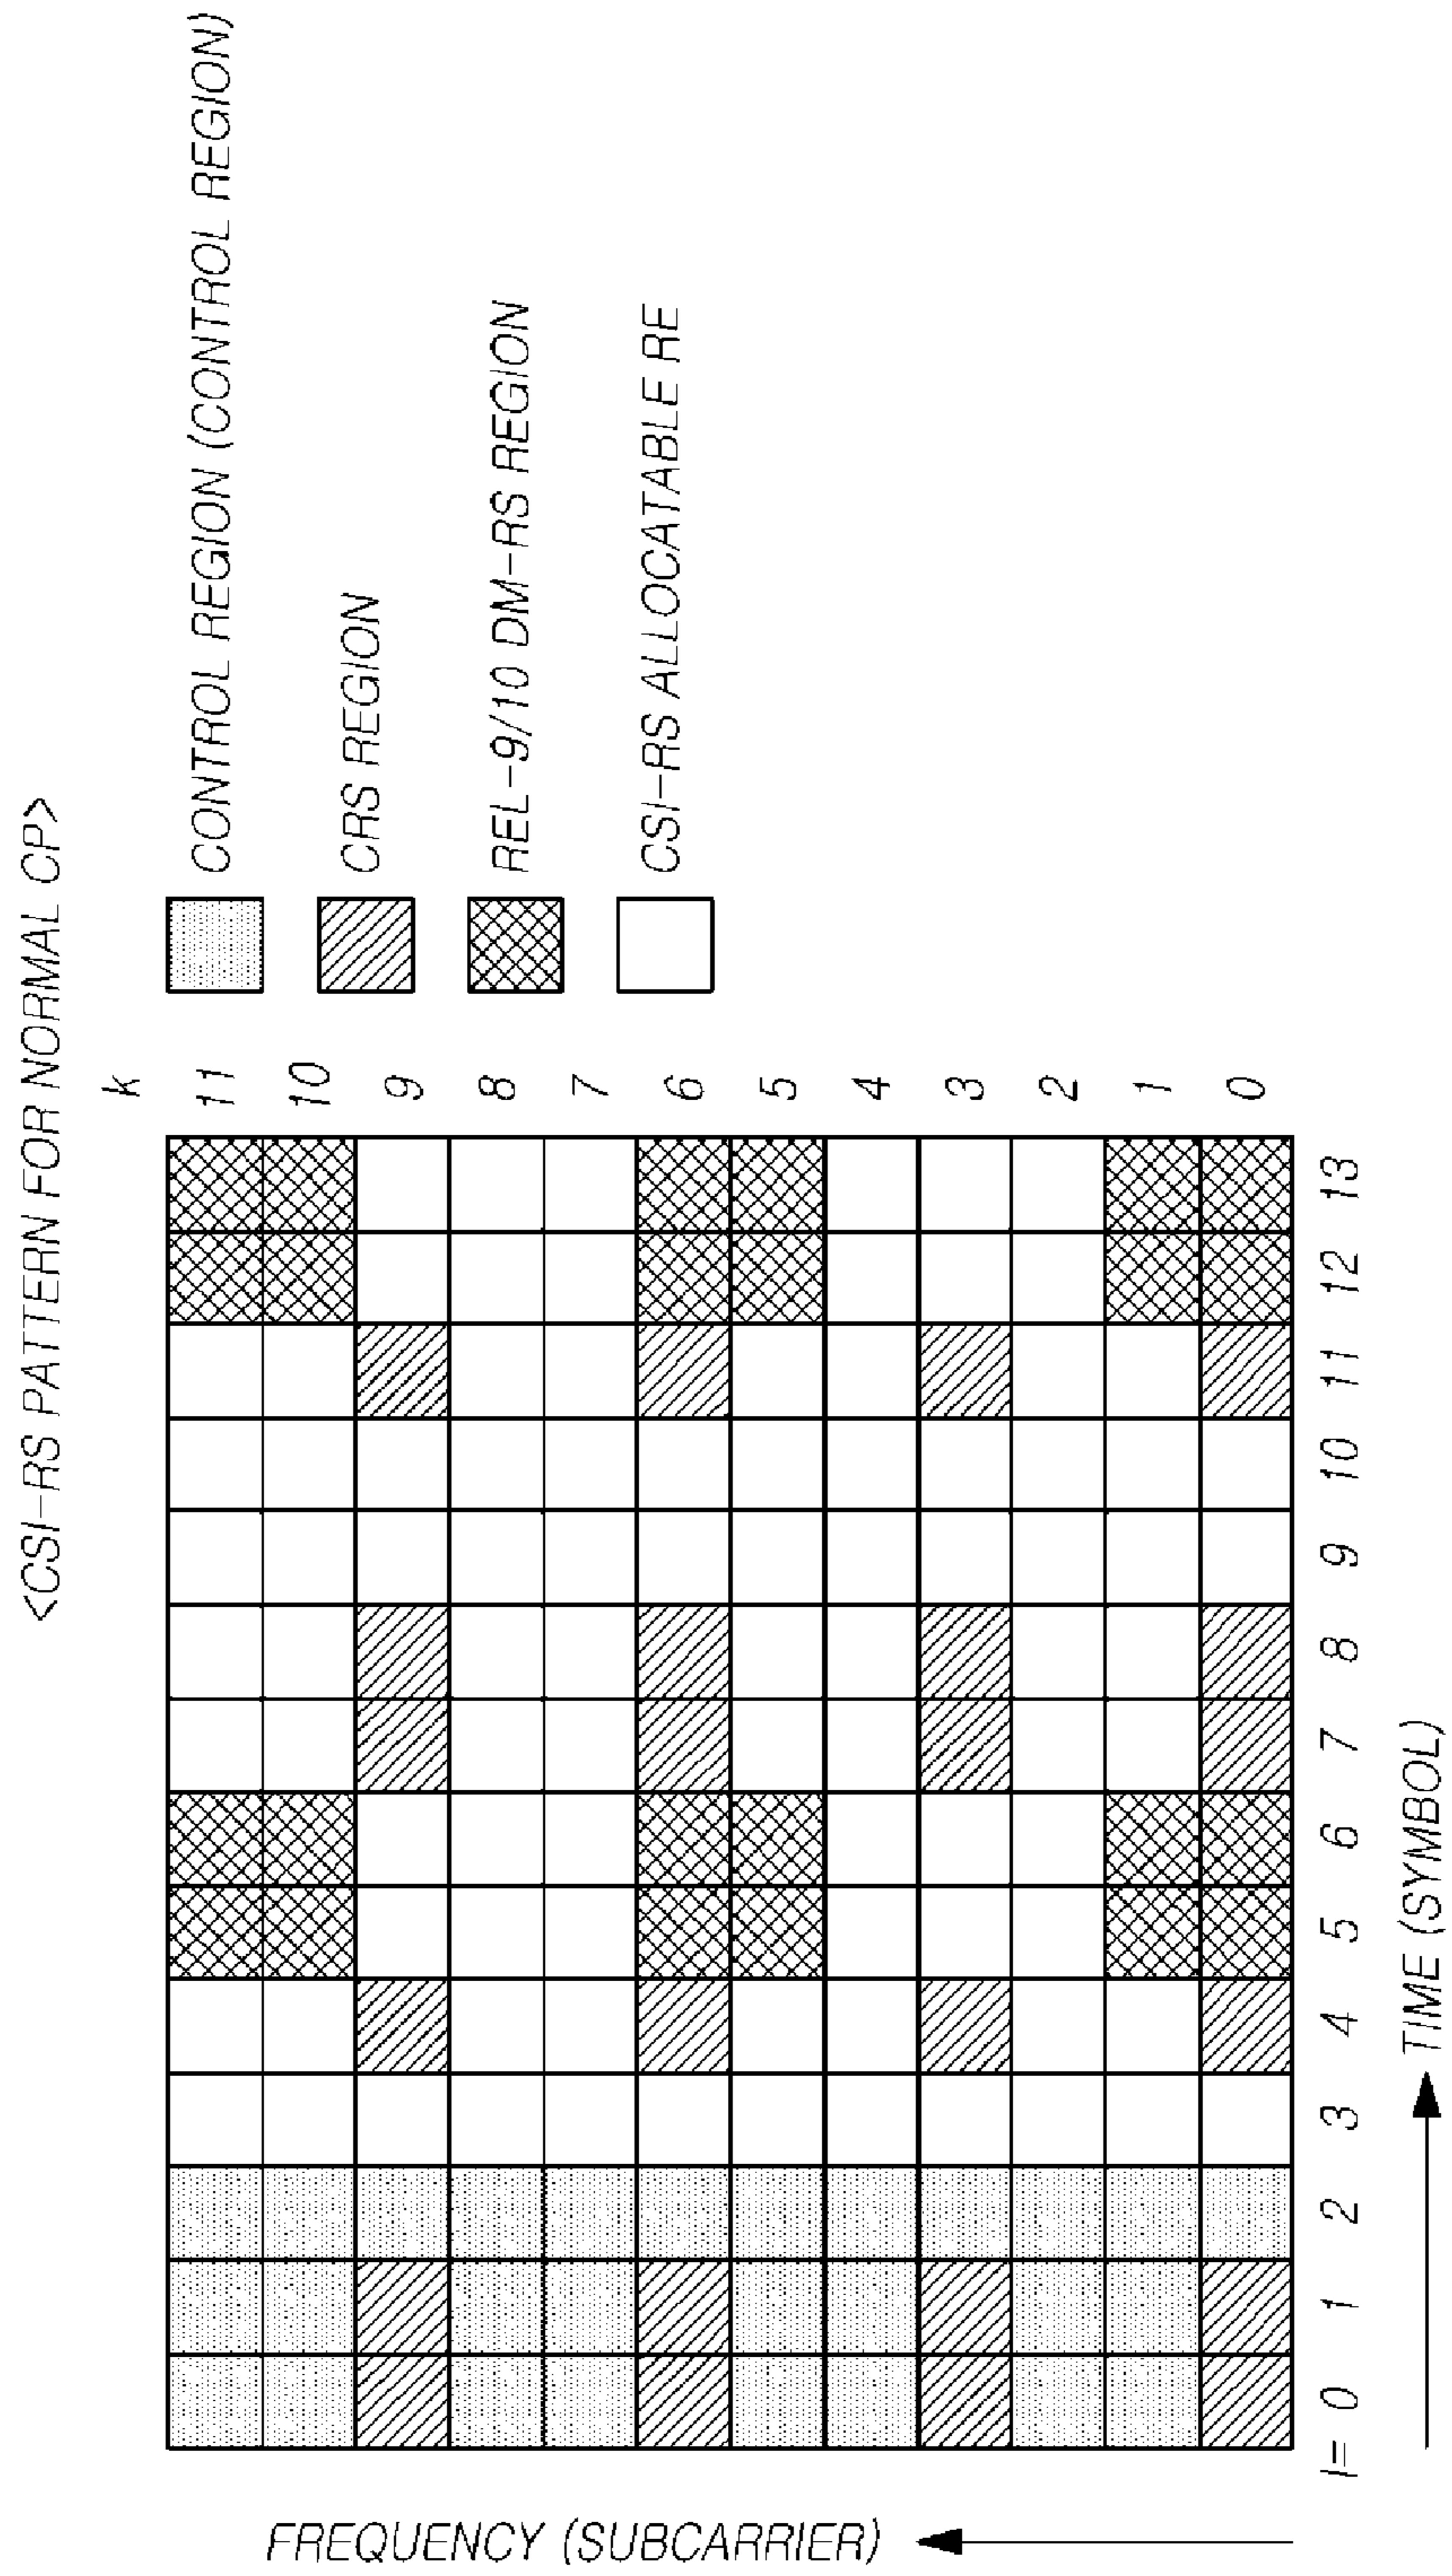 <CSI-RS PATTERN FOR NORMAL CP>
k
11
10
9
8
7
6
5
4
3
2
1
0
l= 0 1 2 3 4 5 6 7 8 9 10 11 12 13
FREQUENCY (SUBCARRIER)
TIME (SYMBOL)
CONTROL REGION (CONTROL REGION)
CRS REGION
REL-9/10 DM-RS REGION
CSI-RS ALLOCATABLE RE